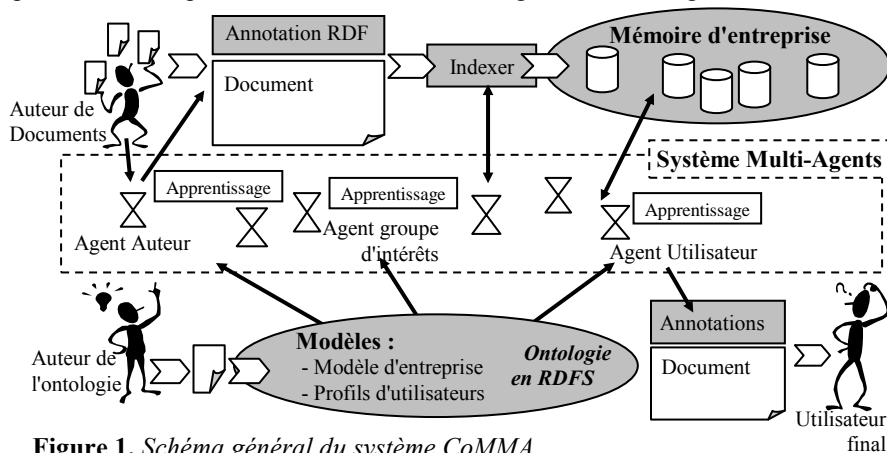 Annotation RDF
Mémoire d'entreprise
Indexer
Document
Auteur de
Documents
Système Multi-Agents
Apprentissage
Apprentissage
Apprentissage
Agent Auteur
Agent groupe
d'intérêts
Agent Utilisateur
Modèles :
- Modèle d'entreprise
- Profils d'utilisateurs
Ontologie
en RDFS
Auteur de
l'ontologie
Annotations
Document
Utilisateur
final
Figure 1. Schéma général du système CoMMA